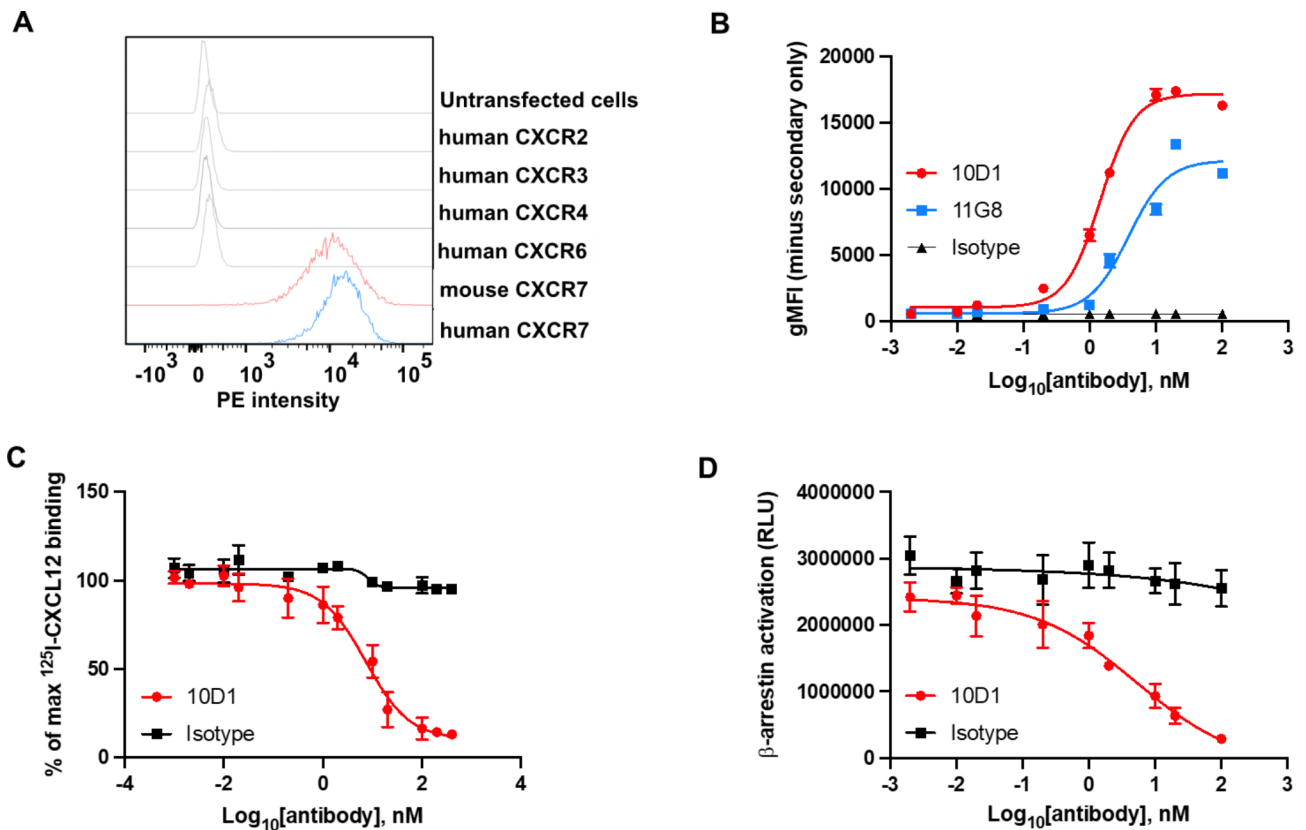 A
Untransfected cells
human CXCR2
human CXCR3
human CXCR4
human CXCR6
mouse CXCR7
human CXCR7
-10³ 0 10³ 10⁴ 10⁵
PE intensity
B
gMFI (minus secondary only)
20000
15000
10000
5000
0
10D1
11G8
Isotype
-3 -2 -1 0 1 2 3
Log₁₀[antibody], nM
C
% of max ¹²⁵I-CXCL12 binding
150
100
50
0
10D1
Isotype
-4 -2 0 2 4
Log₁₀[antibody], nM
D
β-arrestin activation (RLU)
4000000
3000000
2000000
1000000
0
10D1
Isotype
-3 -2 -1 0 1 2 3
Log₁₀[antibody], nM